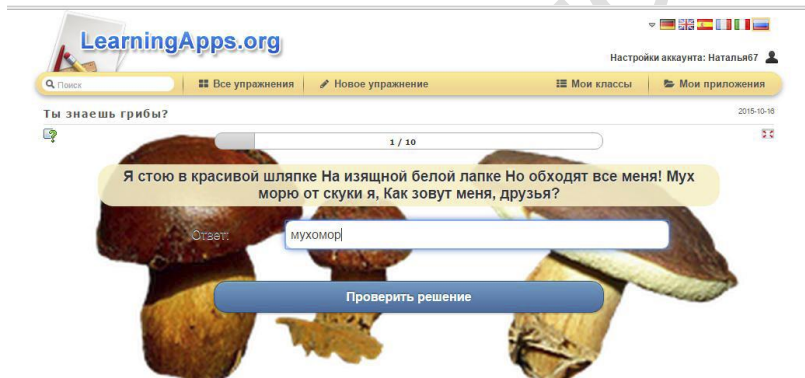 LearningApps.org
Настройки аккаунта: Наталья67
Поиск
Все упражнения
Новое упражнение
Мои классы
Мои приложения
Ты знаешь грибы?
2015-10-16
1 / 10
Я стою в красивой шляпке На изящной белой лапке Но обходят все меня! Мух
морю от скуки я, Как зовут меня, друзья?
Ответ:
мухомор
Проверить решение